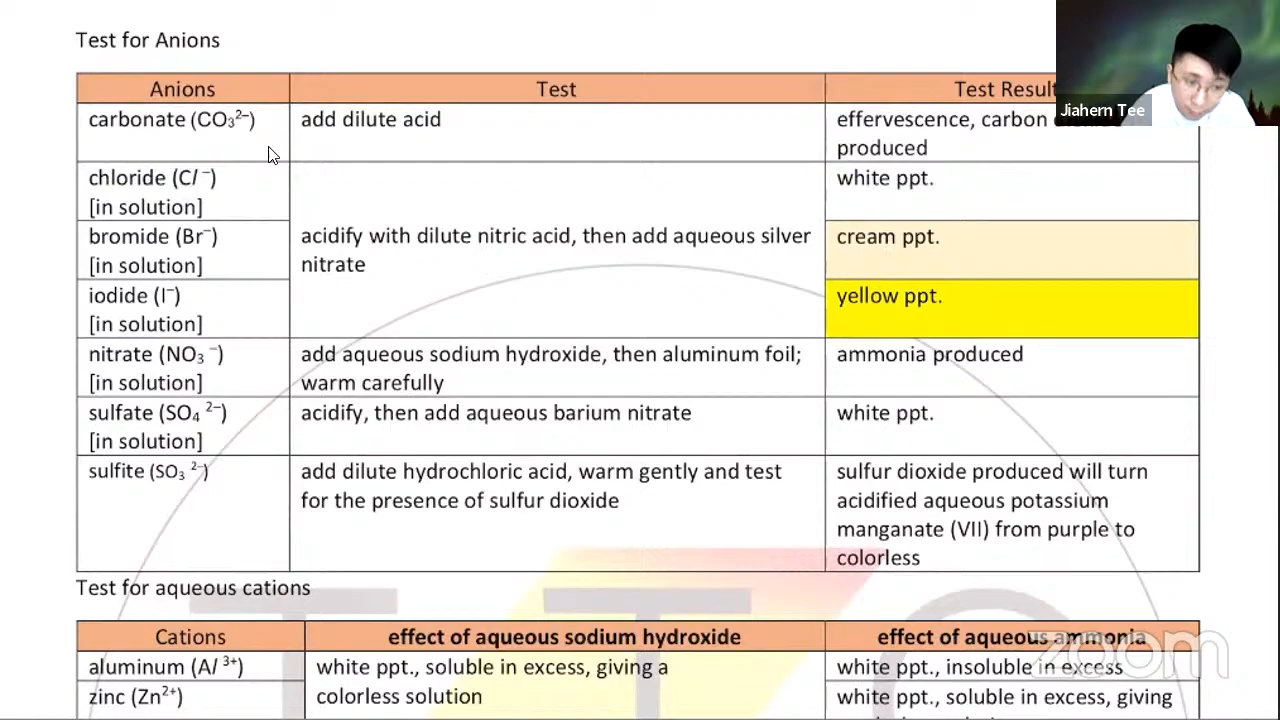 Test for Anions
Anions Test Result
carbonate (CO₃²⁻) add dilute acid effervescence, carbon
produced
chloride (Cl ⁻) white ppt.
[in solution]
bromide (Br⁻) acidify with dilute nitric acid, then add aqueous silver cream ppt.
[in solution] nitrate
iodide (I⁻) yellow ppt.
[in solution]
nitrate (NO₃ ⁻) add aqueous sodium hydroxide, then aluminum foil; ammonia produced
[in solution] warm carefully
sulfate (SO₄ ²⁻) acidify, then add aqueous barium nitrate white ppt.
[in solution]
sulfite (SO₃ ²⁻) add dilute hydrochloric acid, warm gently and test sulfur dioxide produced will turn
for the presence of sulfur dioxide acidified aqueous potassium
manganate (VII) from purple to
colorless
Test for aqueous cations
Cations effect of aqueous sodium hydroxide effect of aqueous ammonia
aluminum (Al ³⁺) white ppt., soluble in excess, giving a white ppt., insoluble in excess
zinc (Zn²⁺) colorless solution white ppt., soluble in excess, giving
Jiahern Tee
zoom
TTC